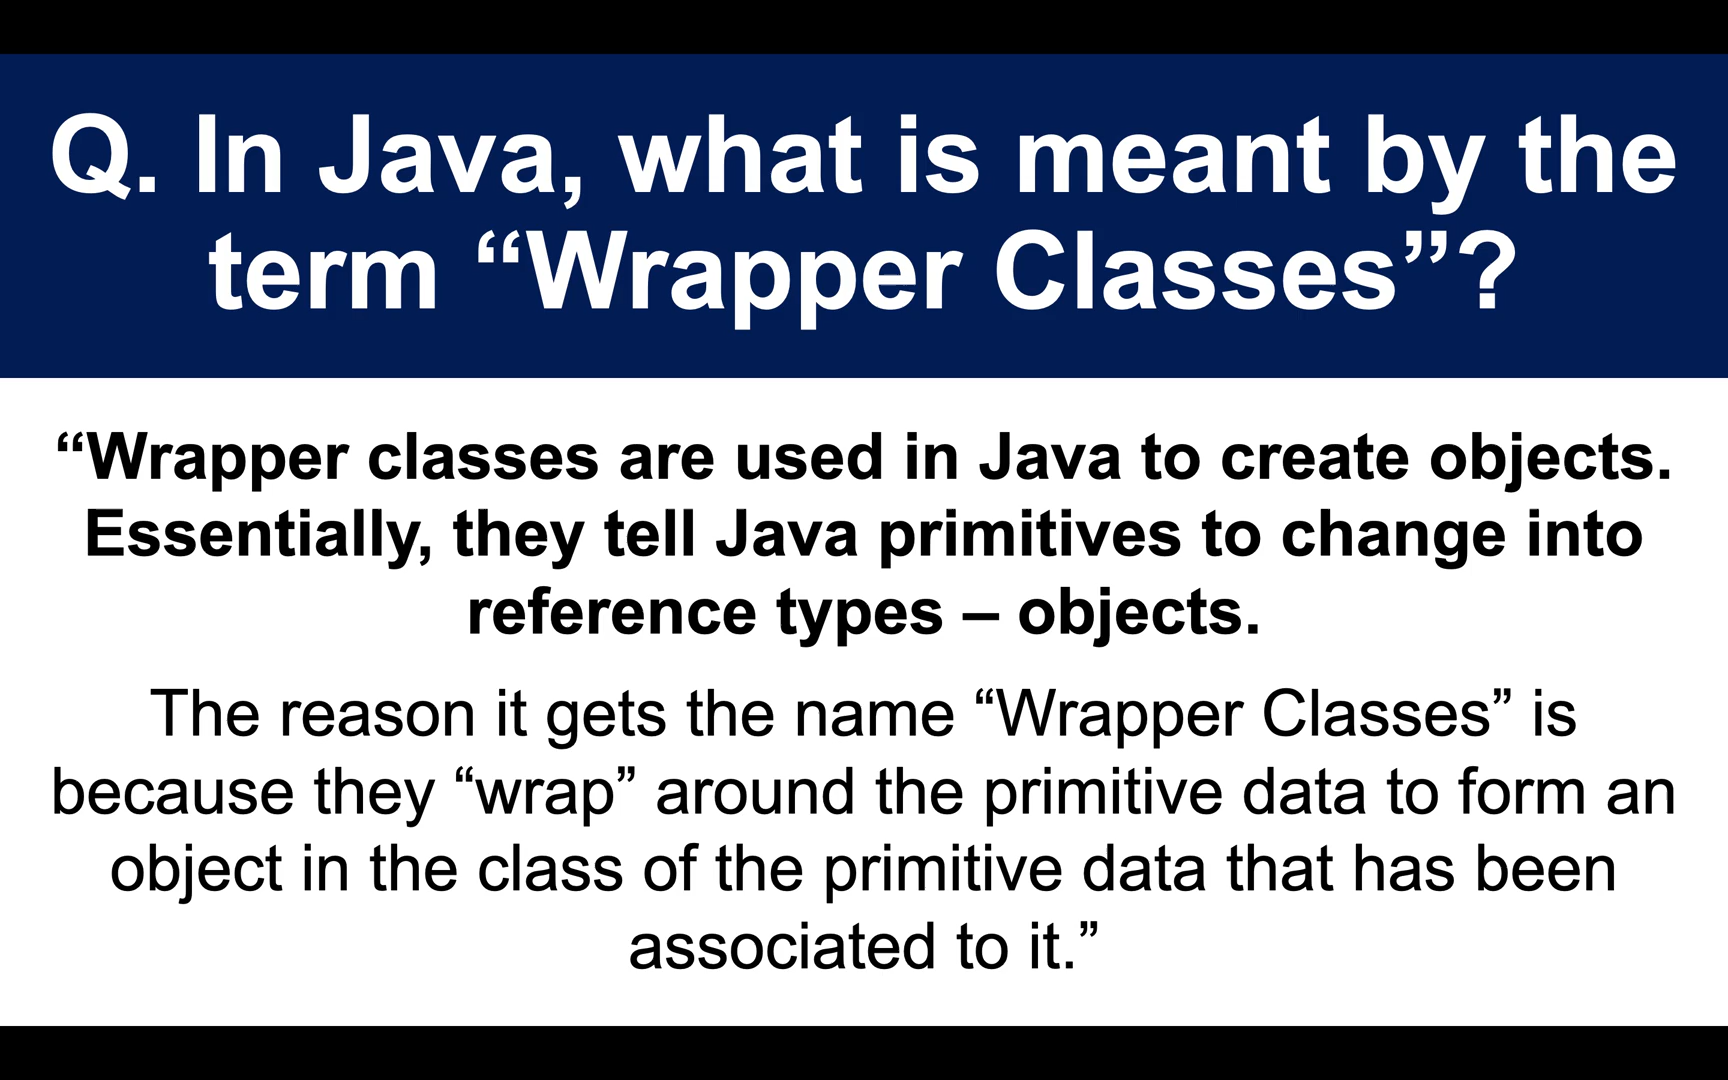 Q. In Java, what is meant by the
term “Wrapper Classes”?
“Wrapper classes are used in Java to create objects.
Essentially, they tell Java primitives to change into
reference types – objects.
The reason it gets the name “Wrapper Classes” is
because they “wrap” around the primitive data to form an
object in the class of the primitive data that has been
associated to it.”